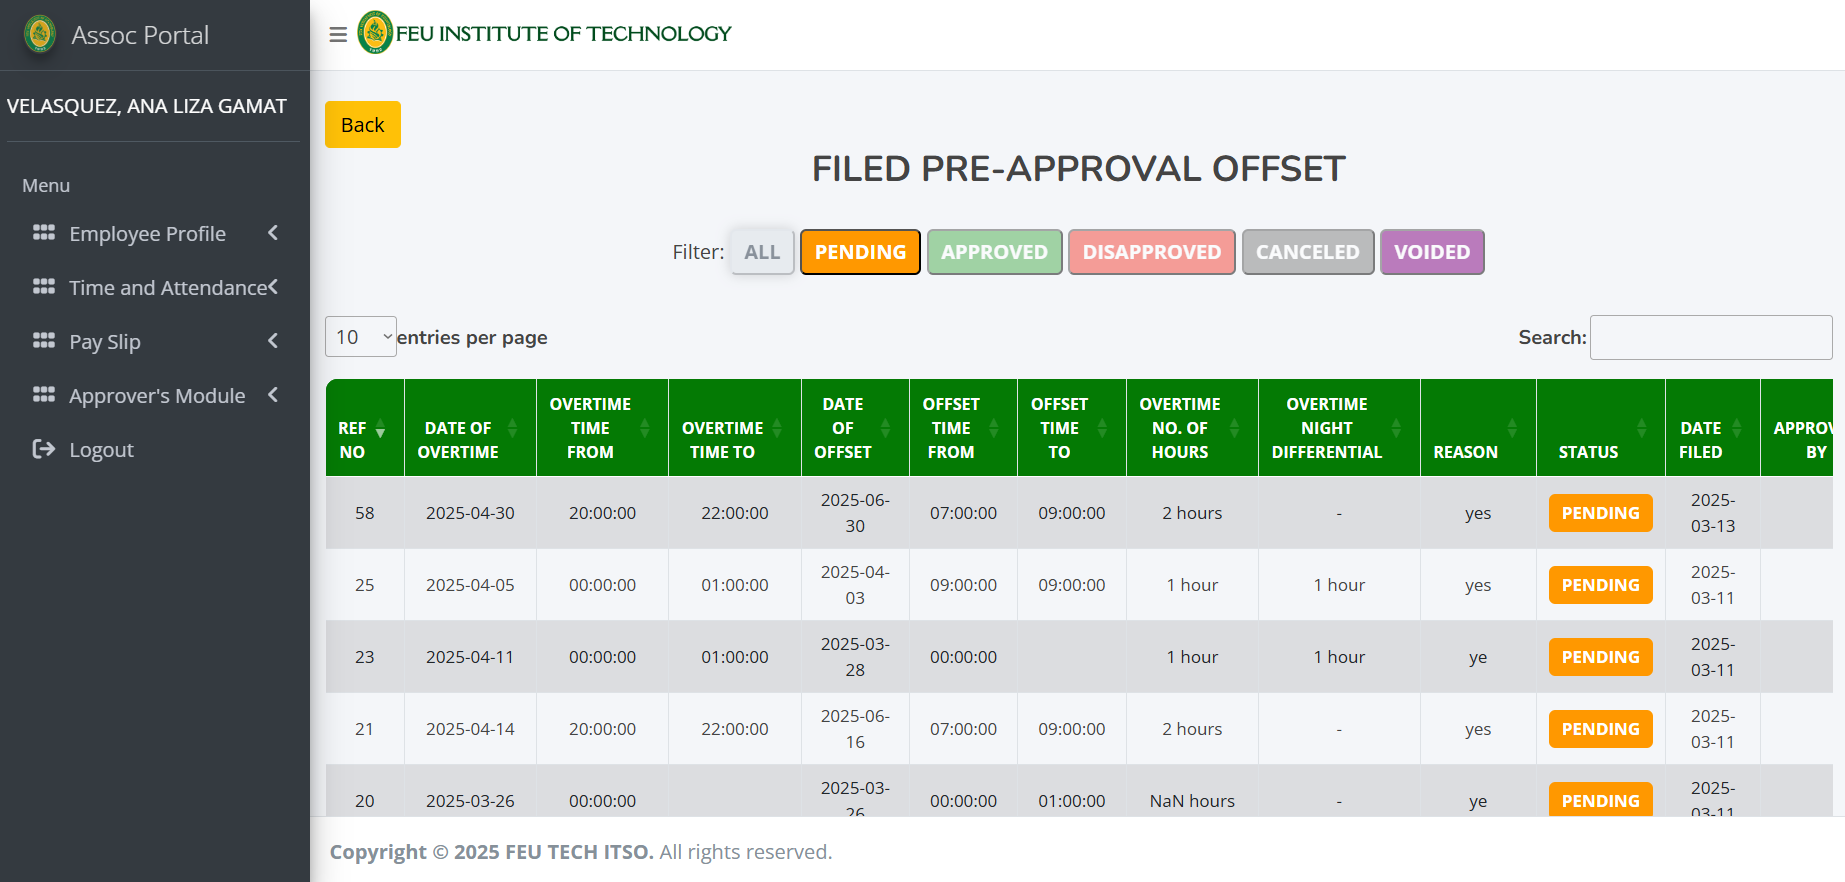 Assoc Portal
FEU INSTITUTE OF TECHNOLOGY
VELASQUEZ, ANA LIZA GAMAT
Menu
Employee Profile
Time and Attendance
Pay Slip
Approver's Module
Logout
Back
FILED PRE-APPROVAL OFFSET
Filter: ALL PENDING APPROVED DISAPPROVED CANCELED VOIDED
10 entries per page
Search:
REF NO DATE OF OVERTIME OVERTIME TIME FROM OVERTIME TIME TO DATE OF OFFSET OFFSET TIME FROM OFFSET TIME TO OVERTIME NO. OF HOURS OVERTIME NIGHT DIFFERENTIAL REASON STATUS DATE FILED APPROV BY
58 2025-04-30 20:00:00 22:00:00 2025-06-30 07:00:00 09:00:00 2 hours - yes PENDING 2025-03-13
25 2025-04-05 00:00:00 01:00:00 2025-04-03 09:00:00 09:00:00 1 hour 1 hour yes PENDING 2025-03-11
23 2025-04-11 00:00:00 01:00:00 2025-03-28 00:00:00 1 hour 1 hour ye PENDING 2025-03-11
21 2025-04-14 20:00:00 22:00:00 2025-06-16 07:00:00 09:00:00 2 hours - yes PENDING 2025-03-11
20 2025-03-26 00:00:00 2025-03-26 00:00:00 01:00:00 NaN hours - ye PENDING 2025-03-11
Copyright © 2025 FEU TECH ITSO. All rights reserved.